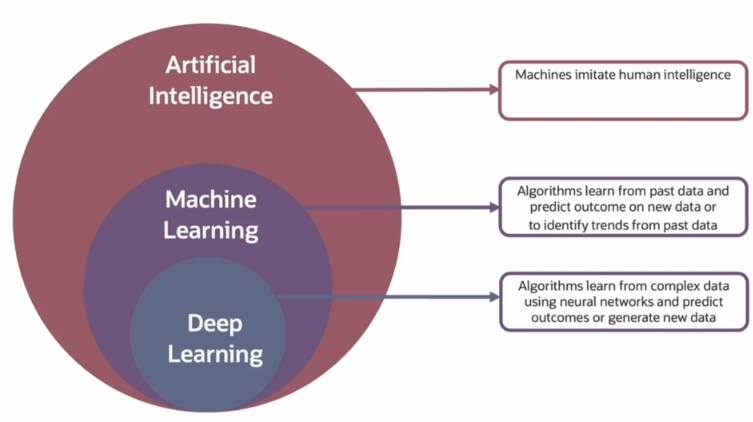 Artificial
Intelligence
Machines imitate human intelligence
Machine
Learning
Algorithms learn from past data and
predict outcome on new data or
to identify trends from past data
Deep
Learning
Algorithms learn from complex data
using neural networks and predict
outcomes or generate new data